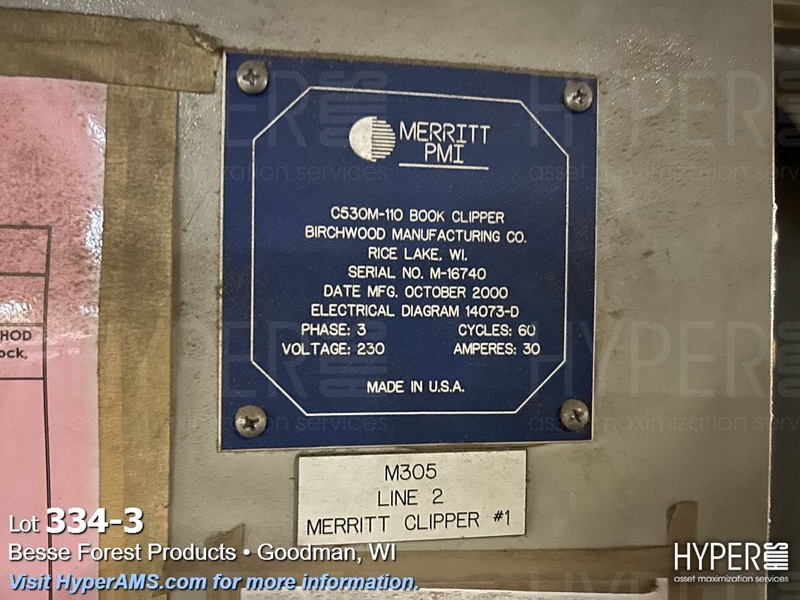 MERRITT
PMI
C530M-110 BOOK CLIPPER
BIRCHWOOD MANUFACTURING CO.
RICE LAKE, WI.
SERIAL NO. M-16740
DATE MFG. OCTOBER 2000
ELECTRICAL DIAGRAM 14073-D
PHASE: 3 CYCLES: 60
VOLTAGE: 230 AMPERES: 30
MADE IN U.S.A.
HOD
ock,
M305
LINE 2
MERRITT CLIPPER #1
Lot 334-3
Besse Forest Products • Goodman, WI
Visit HyperAMS.com for more information.
HYPER AMS
asset maximization services